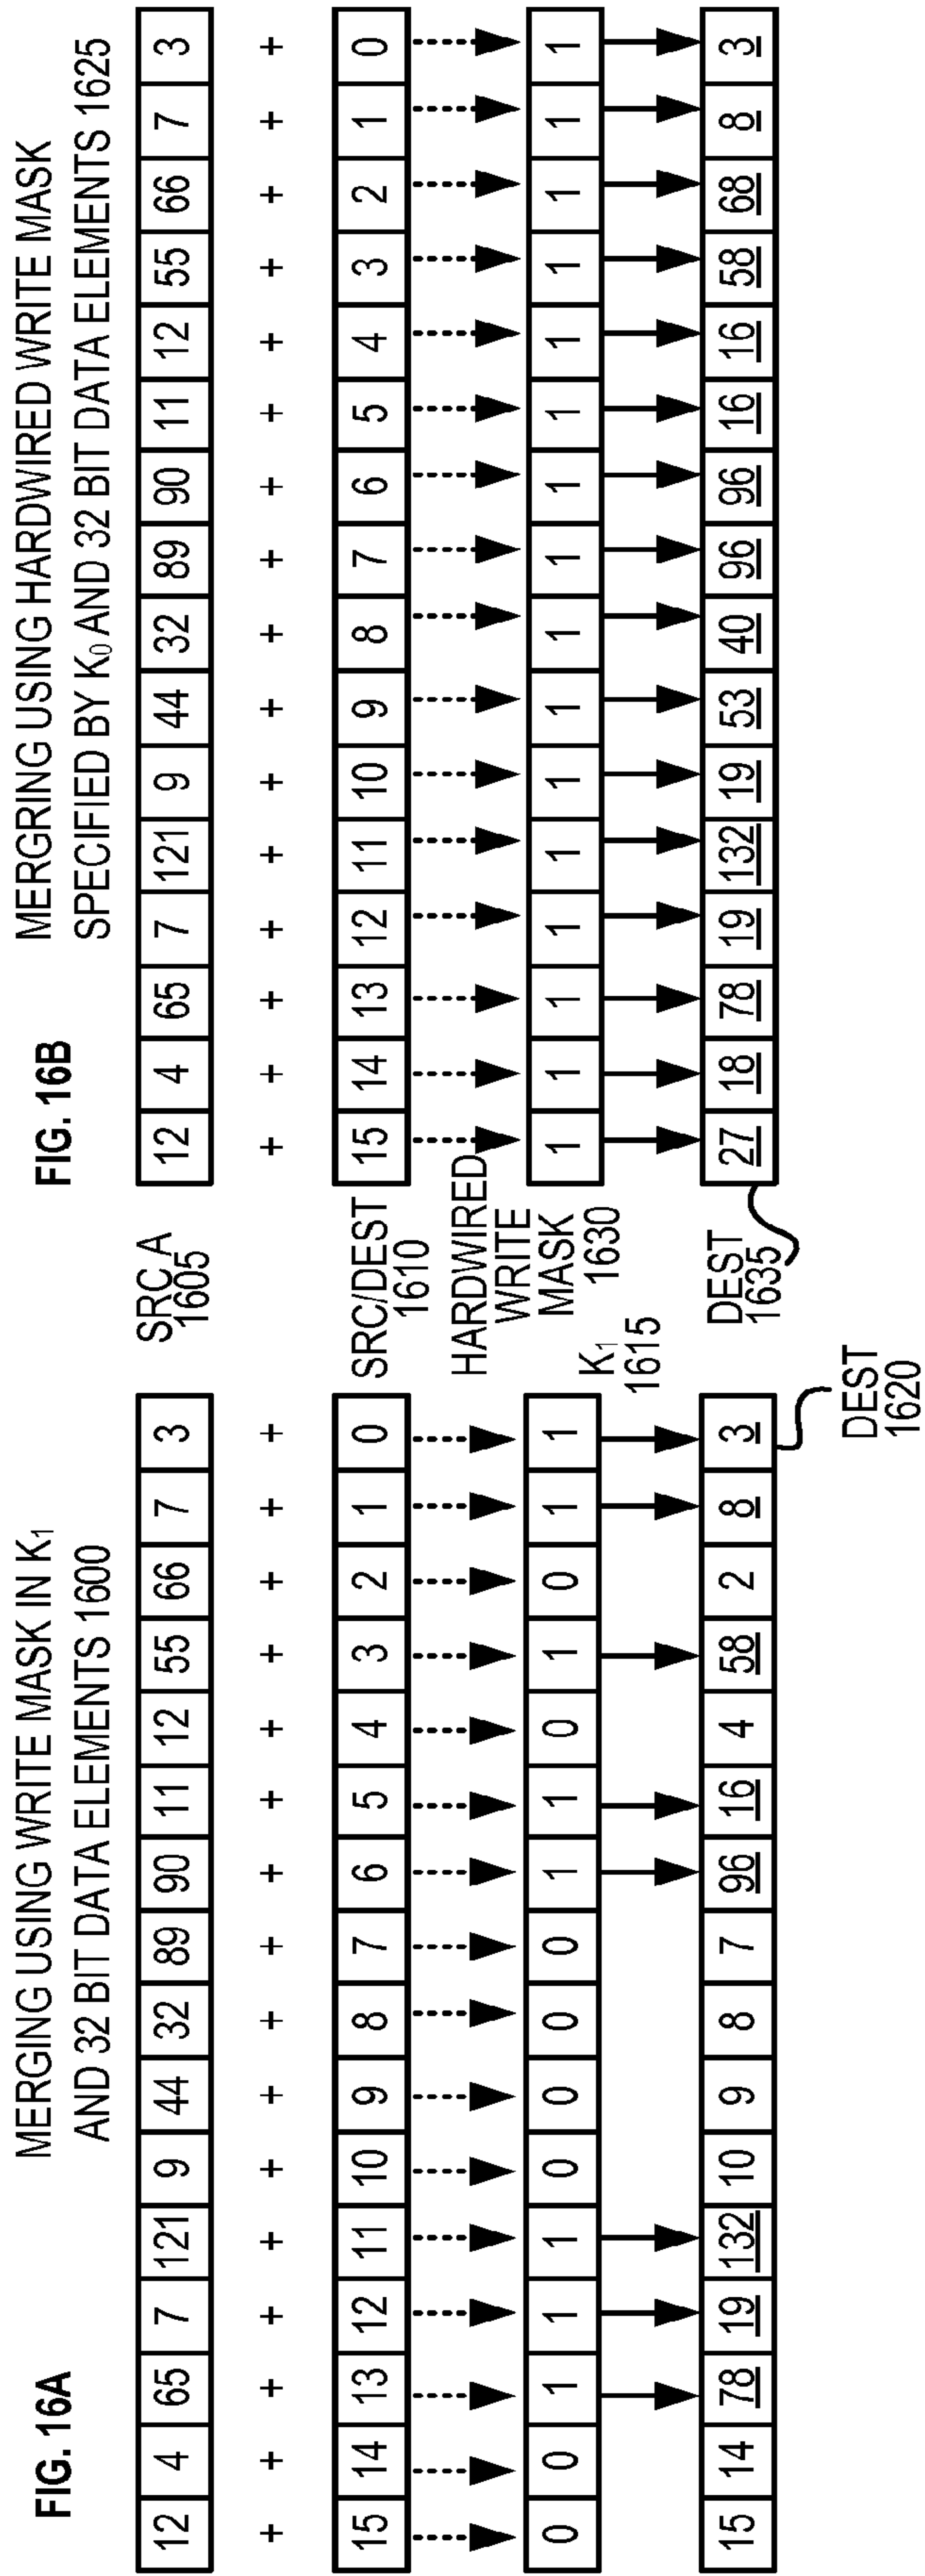 FIG. 16A
MERGING USING WRITE MASK IN K1
AND 32 BIT DATA ELEMENTS 1600
12 4 65 7 121 9 44 32 89 90 11 12 55 66 7 3
+ + + + + + + + + + + + + + + +
15 14 13 12 11 10 9 8 7 6 5 4 3 2 1 0
0 0 1 1 1 0 0 0 0 1 1 0 1 0 1 1
15 14 78 19 132 10 9 8 7 96 16 4 58 2 8 3
SRC A
1605
SRC/DEST
1610
HARDWIRED
WRITE
MASK
1630
K1
1615
DEST
1635
DEST
1620
FIG. 16B
MERGRING USING HARDWIRED WRITE MASK
SPECIFIED BY K0 AND 32 BIT DATA ELEMENTS 1625
12 4 65 7 121 9 44 32 89 90 11 12 55 66 7 3
+ + + + + + + + + + + + + + + +
15 14 13 12 11 10 9 8 7 6 5 4 3 2 1 0
1 1 1 1 1 1 1 1 1 1 1 1 1 1 1 1
27 18 78 19 132 19 53 40 96 96 16 16 58 68 8 3